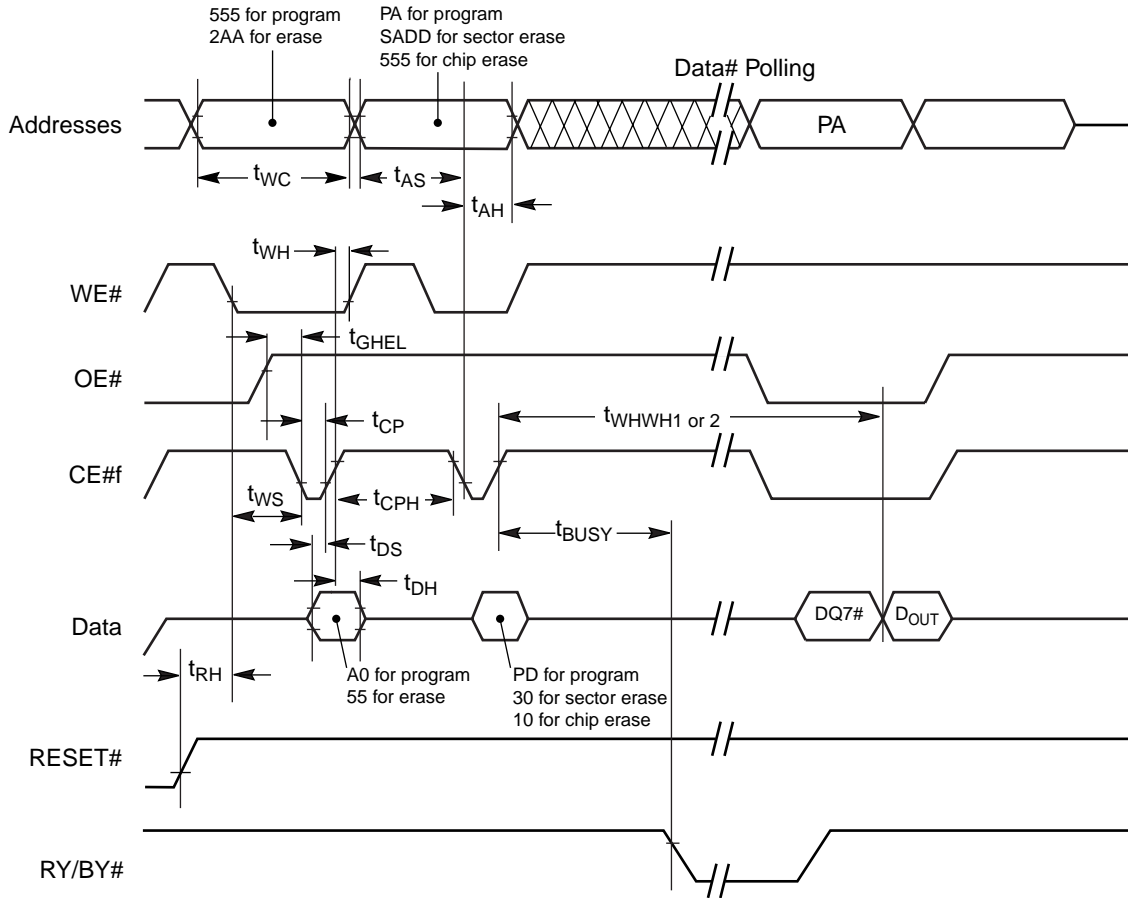 555 for program
2AA for erase
PA for program
SADD for sector erase
555 for chip erase
Data# Polling
Addresses
PA
tWC
tAS
tAH
tWH
WE#
tGHEL
OE#
tCP
tWHWH1 or 2
CE#f
tWS
tCPH
tBUSY
tDS
tDH
Data
DQ7#
DOUT
tRH
A0 for program
55 for erase
PD for program
30 for sector erase
10 for chip erase
RESET#
RY/BY#